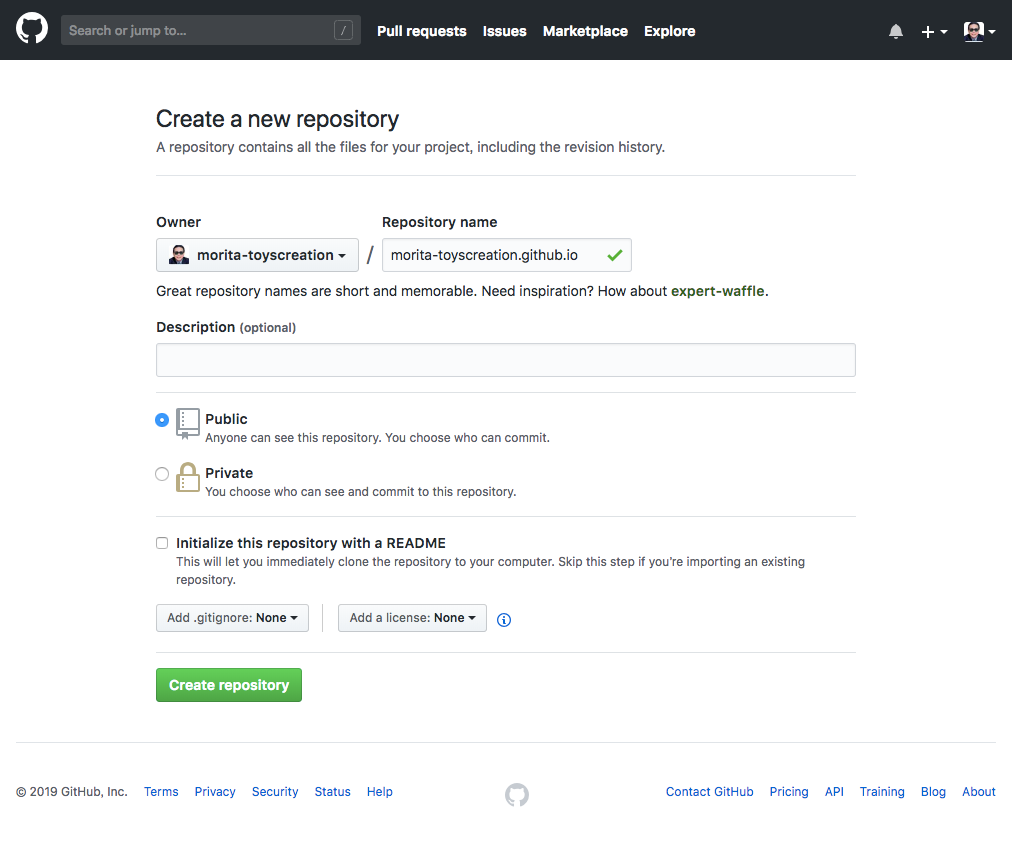 Search or jump to... /
Pull requests Issues Marketplace Explore
Create a new repository
A repository contains all the files for your project, including the revision history.
Owner Repository name
morita-toyscreation / morita-toyscreation.github.io
Great repository names are short and memorable. Need inspiration? How about expert-waffle.
Description (optional)
Public
Anyone can see this repository. You choose who can commit.
Private
You choose who can see and commit to this repository.
Initialize this repository with a README
This will let you immediately clone the repository to your computer. Skip this step if you're importing an existing
repository.
Add .gitignore: None Add a license: None
Create repository
© 2019 GitHub, Inc. Terms Privacy Security Status Help Contact GitHub Pricing API Training Blog About